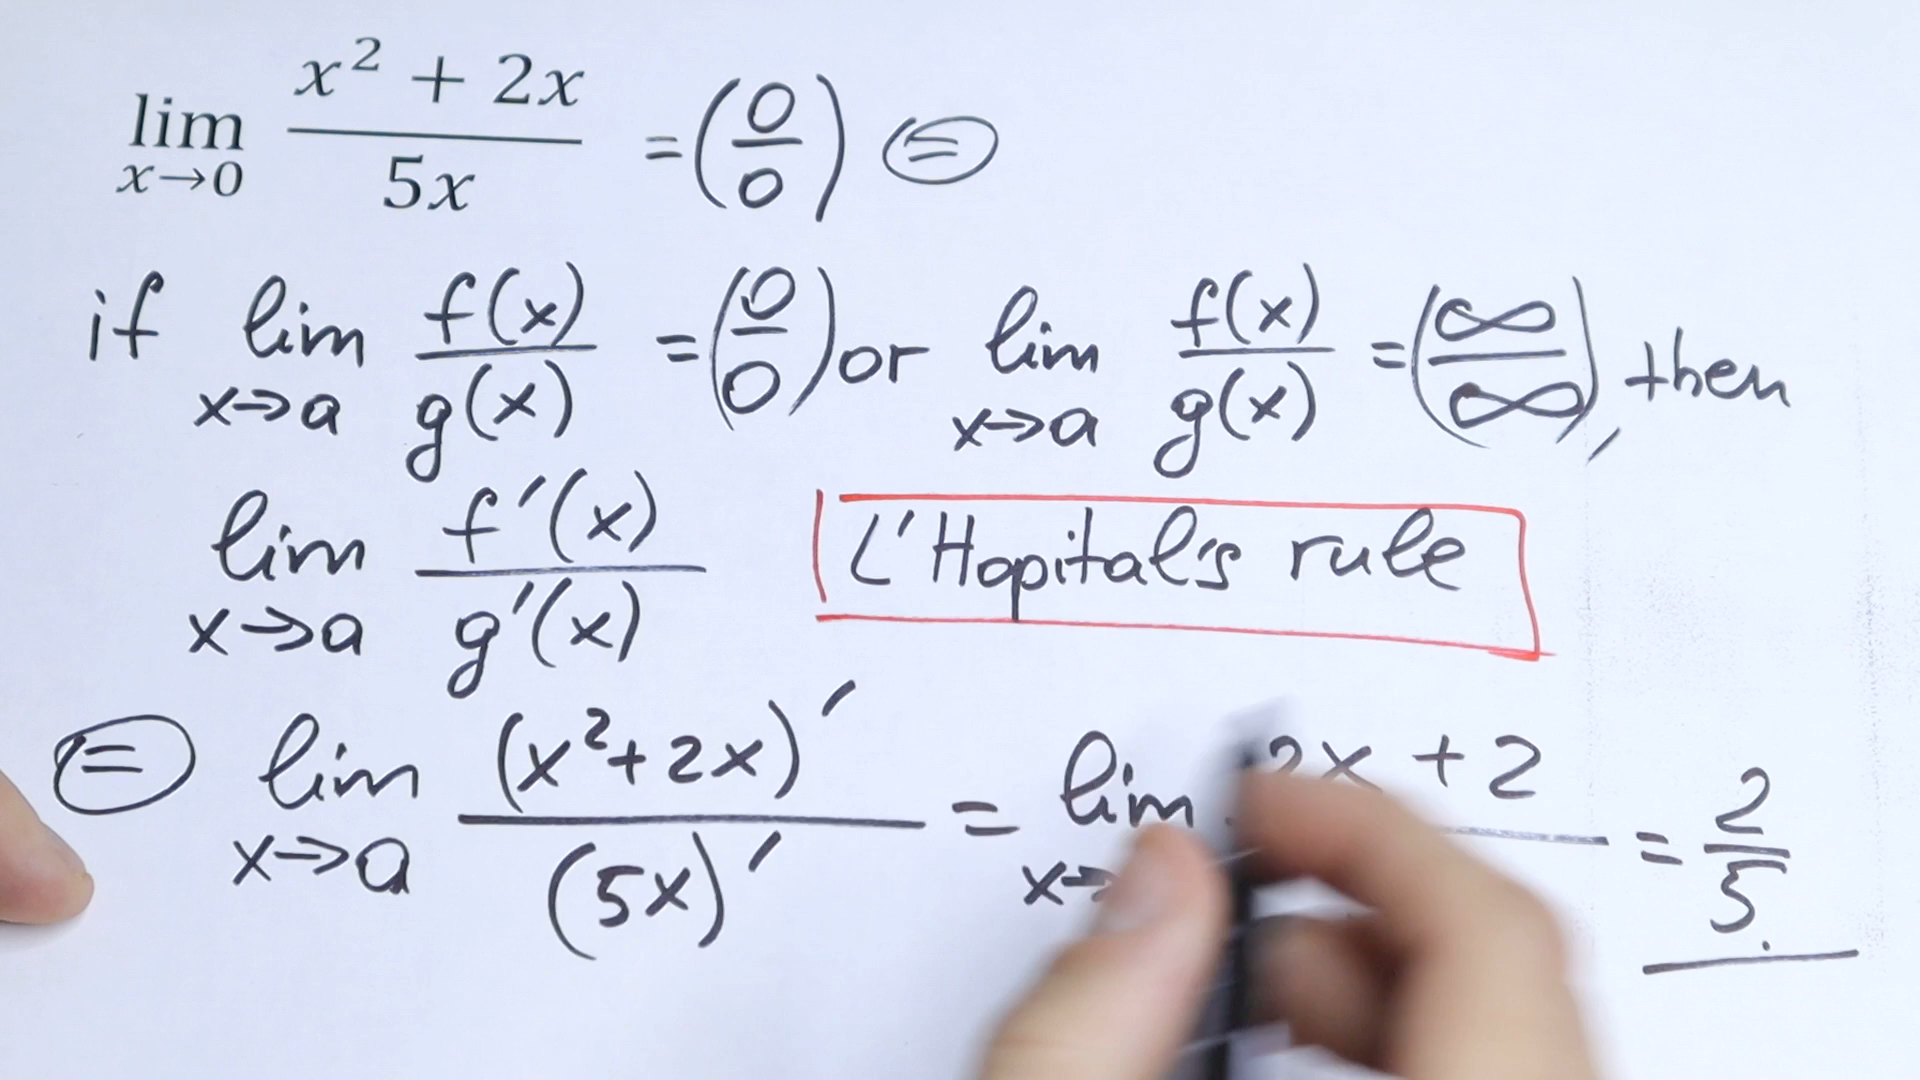 lim x→0 x² + 2x / 5x = (0/0) =
if lim x→a f(x)/g(x) = (0/0) or lim x→a f(x)/g(x) = (∞/∞), then
lim x→a f'(x)/g'(x) L'Hopital's rule
= lim x→a (x²+2x)' / (5x)' = lim x→ 2x + 2 = 2/5.